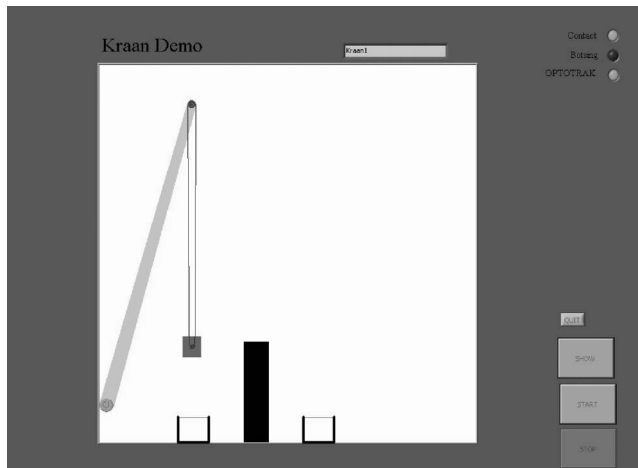 Kraan Demo
Kraan1
Contact
Botsing
OPTOTRAK
QUIT
SHOW
START
STOP